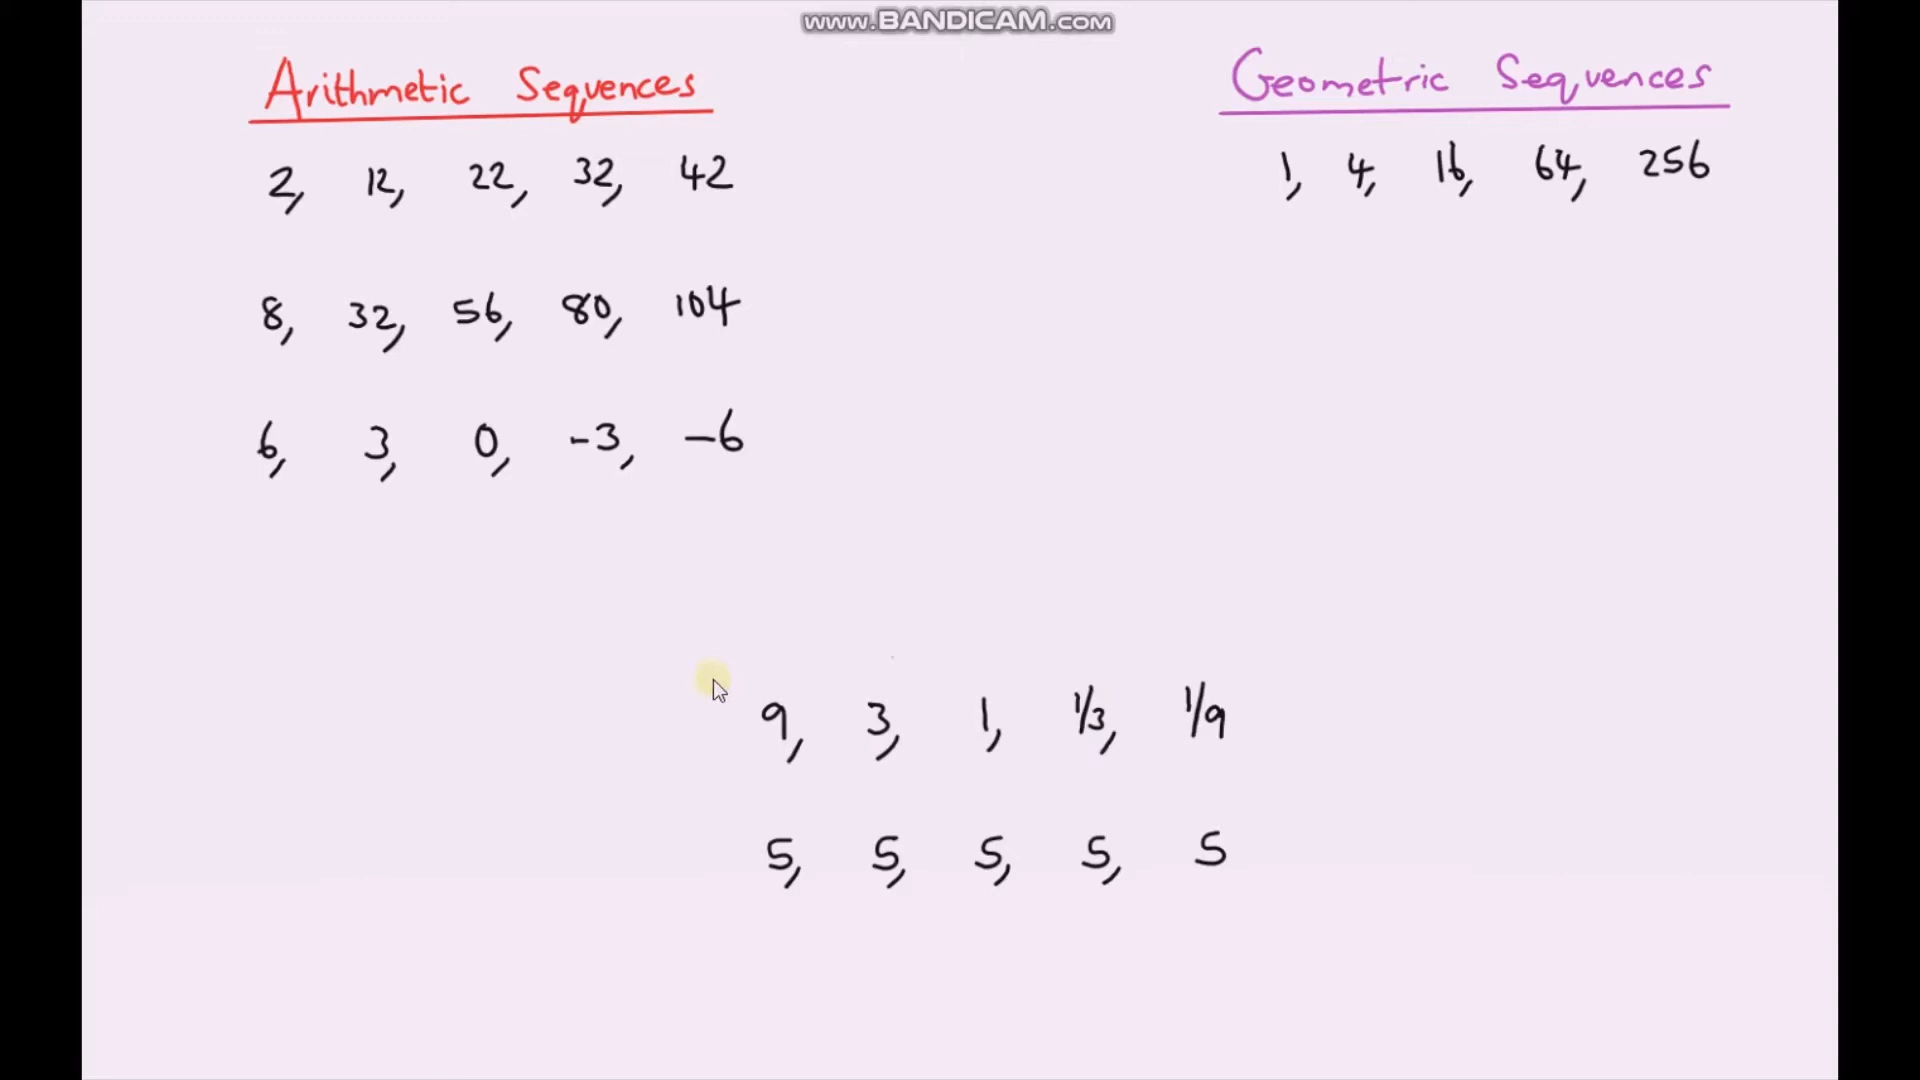 www.BANDICAM.com
Arithmetic Sequences
2, 12, 22, 32, 42
8, 32, 56, 80, 104
6, 3, 0, -3, -6
Geometric Sequences
1, 4, 16, 64, 256
9, 3, 1, 1/3, 1/9
5, 5, 5, 5, 5